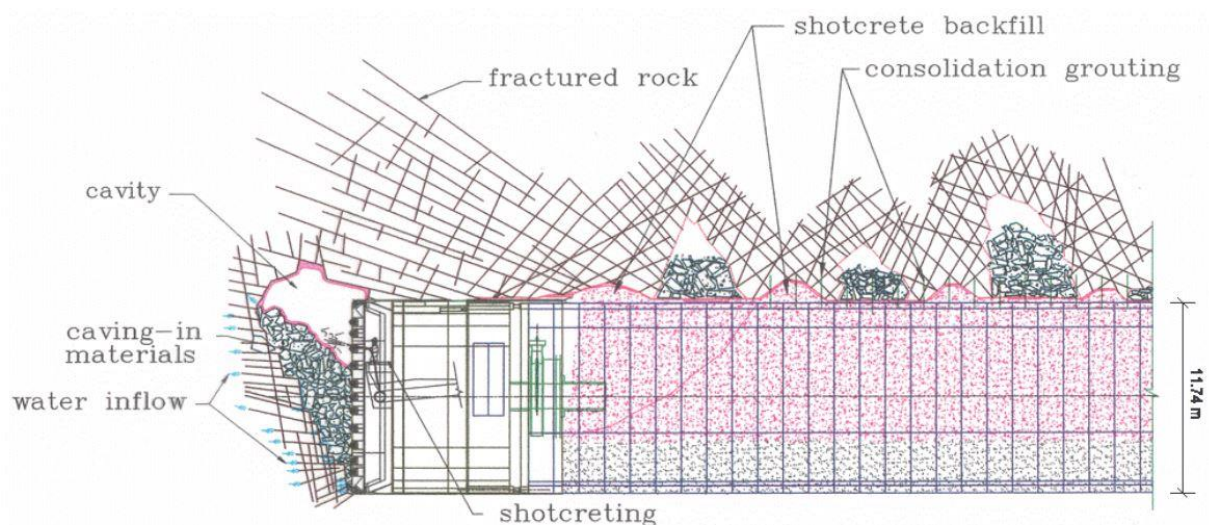 shotcrete backfill
consolidation grouting
fractured rock
cavity
caving-in
materials
water inflow
11.74 m
shotcreting